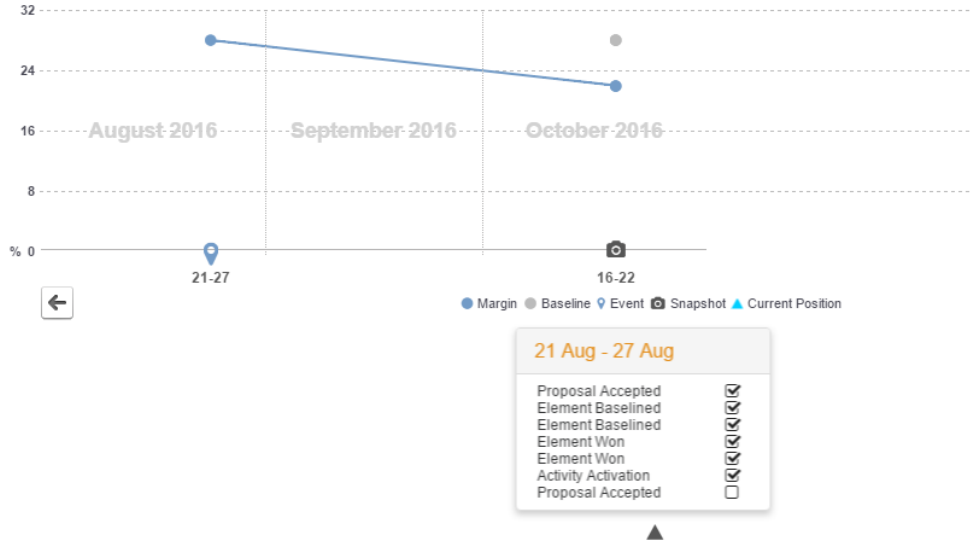 32
24
August 2016 September 2016 October 2016
16
8
% 0
21-27 16-22
Margin Baseline Event Snapshot Current Position
21 Aug - 27 Aug
Proposal Accepted
Element Baselined
Element Baselined
Element Won
Element Won
Activity Activation
Proposal Accepted